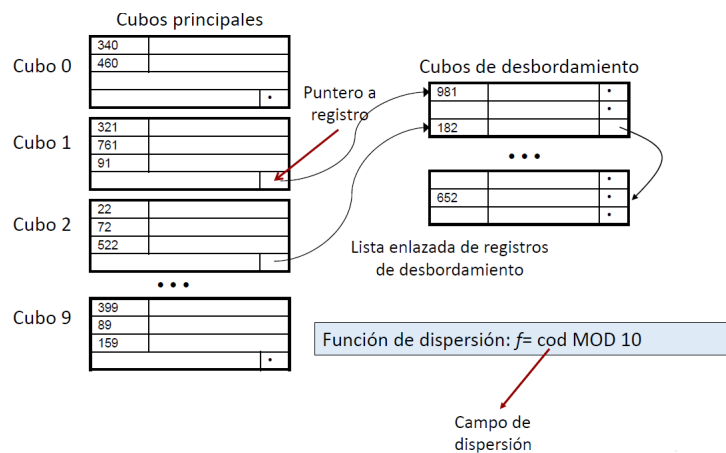 Cubos principales
Cubo 0
340
460
•
Cubo 1
321
761
91
Cubo 2
22
72
522
• • •
Cubo 9
399
89
159
•
Puntero a
registro
Cubos de desbordamiento
981 •
•
182
• • •
•
652 •
•
Lista enlazada de registros
de desbordamiento
Función de dispersión: f= cod MOD 10
Campo de
dispersión